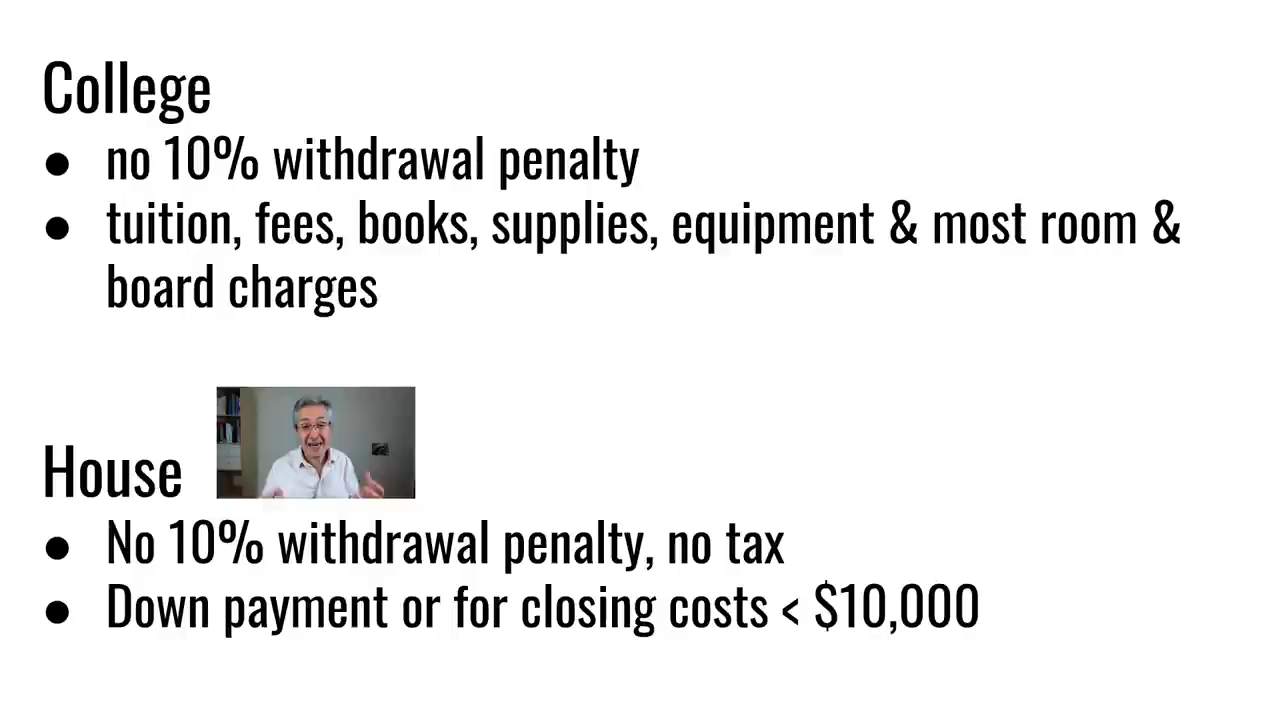 College
● no 10% withdrawal penalty
● tuition, fees, books, supplies, equipment & most room &
board charges
House
● No 10% withdrawal penalty, no tax
● Down payment or for closing costs < $10,000